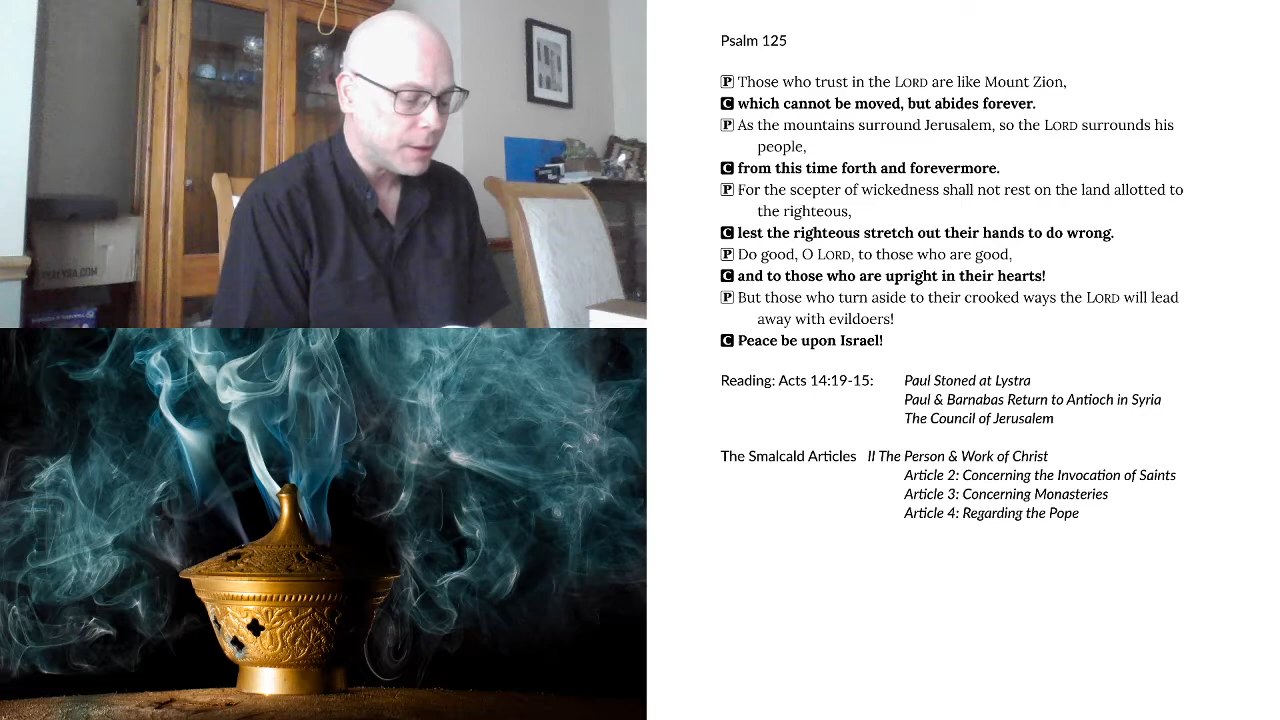 Psalm 125
P Those who trust in the LORD are like Mount Zion,
C which cannot be moved, but abides forever.
P As the mountains surround Jerusalem, so the LORD surrounds his
people,
C from this time forth and forevermore.
P For the scepter of wickedness shall not rest on the land allotted to
the righteous,
C lest the righteous stretch out their hands to do wrong.
P Do good, O LORD, to those who are good,
C and to those who are upright in their hearts!
P But those who turn aside to their crooked ways the LORD will lead
away with evildoers!
C Peace be upon Israel!
Reading: Acts 14:19-15: Paul Stoned at Lystra
Paul & Barnabas Return to Antioch in Syria
The Council of Jerusalem
The Smalcald Articles II The Person & Work of Christ
Article 2: Concerning the Invocation of Saints
Article 3: Concerning Monasteries
Article 4: Regarding the Pope